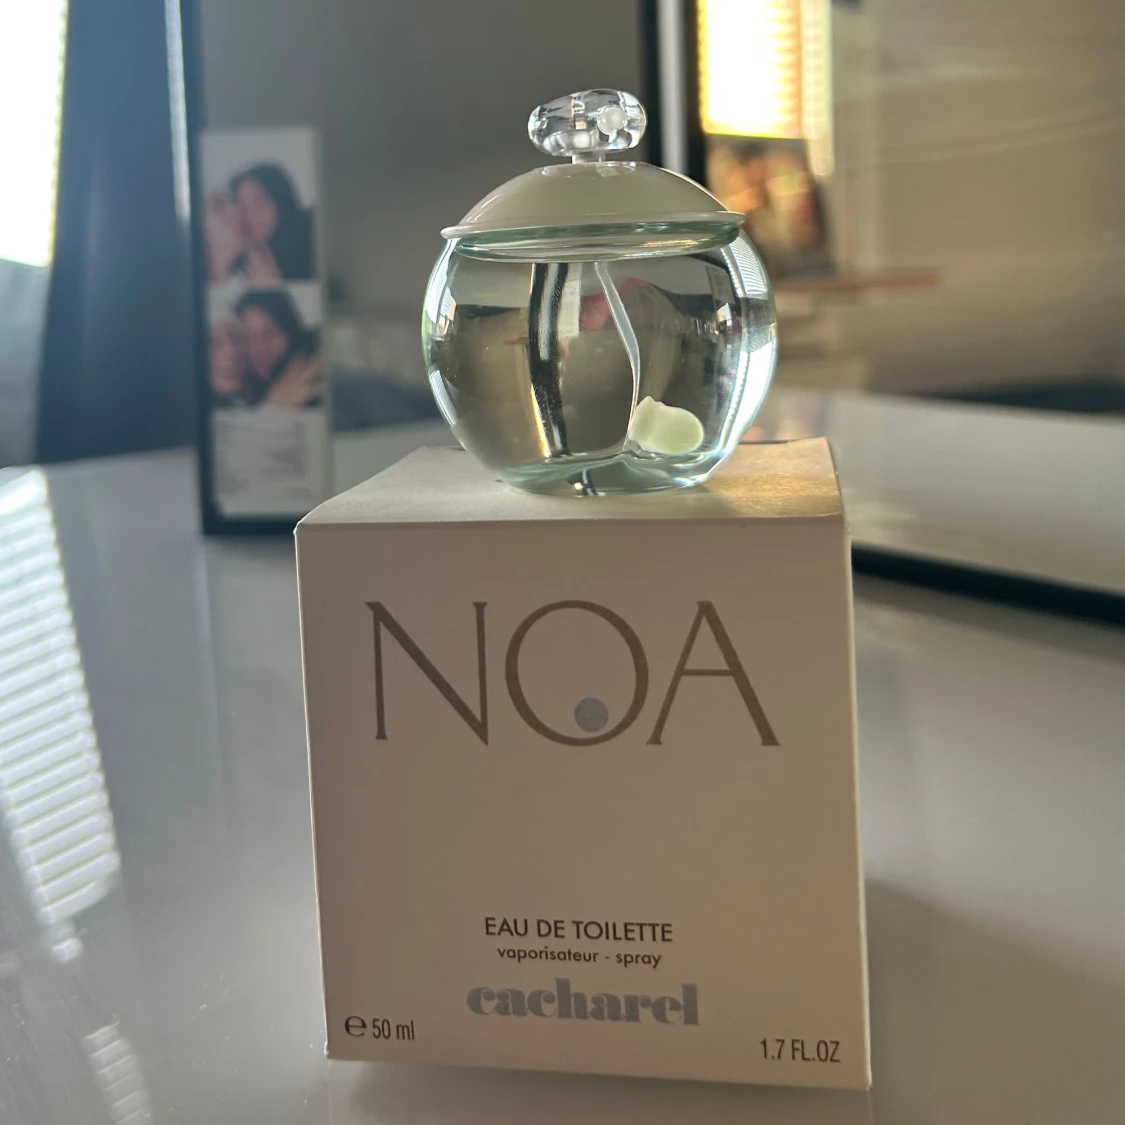 NOA
EAU DE TOILETTE
vaporisateur - spray
cacharel
℮ 50 ml
1.7 FL.OZ